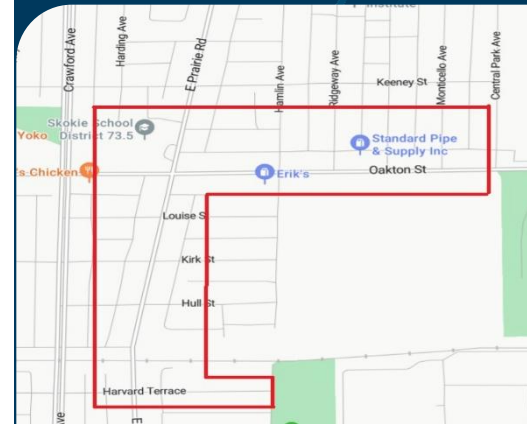 Institute
Crawford Ave
Harding Ave
E Prairie Rd
Hamlin Ave
Ridgeway Ave
Keeney St
Monticello Ave
Central Park Ave
Skokie School
District 73.5
Yoko
's Chicken
Standard Pipe
& Supply Inc
Erik's
Oakton St
Louise S
Kirk St
Hull St
Harvard Terrace
ve
E